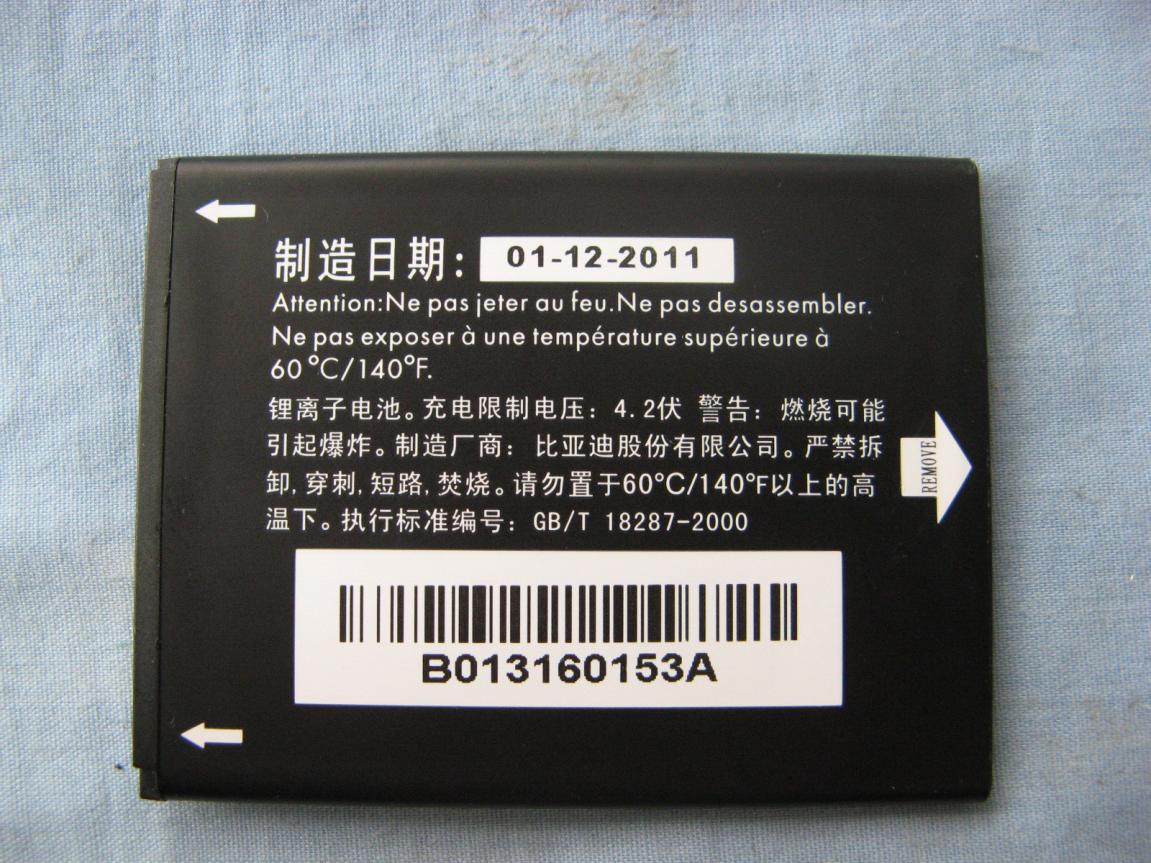 制造日期: 01-12-2011
Attention:Ne pas jeter au feu.Ne pas desassembler.
Ne pas exposer à une température supérieure à
60°C/140°F.
锂离子电池。充电限制电压: 4.2伏 警告: 燃烧可能
引起爆炸。制造厂商: 比亚迪股份有限公司。严禁拆
卸,穿刺,短路,焚烧。请勿置于60°C/140°F以上的高
温下。执行标准编号: GB/T 18287-2000
REMOVE
B013160153A